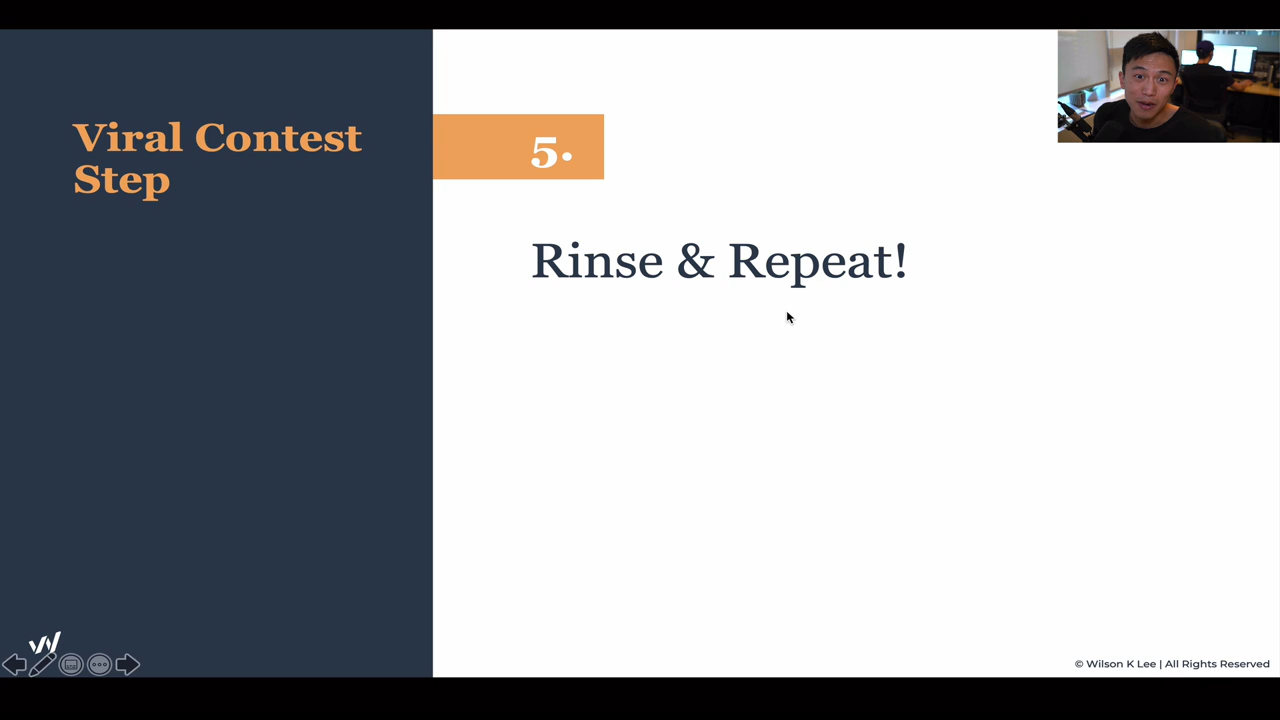 Viral Contest
Step
5.
Rinse & Repeat!
© Wilson K Lee | All Rights Reserved